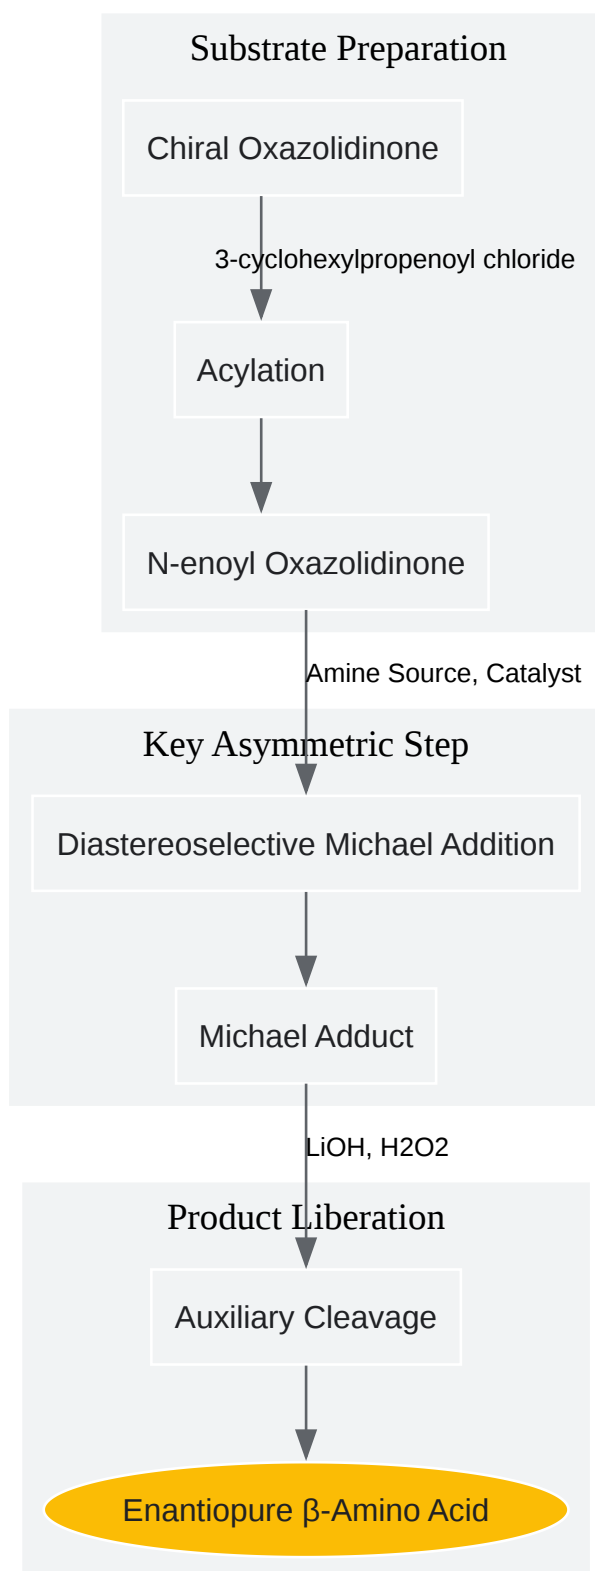 Substrate Preparation
Chiral Oxazolidinone
3-cyclohexylpropenoyl chloride
Acylation
N-enoyl Oxazolidinone
Amine Source, Catalyst
Key Asymmetric Step
Diastereoselective Michael Addition
Michael Adduct
LiOH, H2O2
Product Liberation
Auxiliary Cleavage
Enantiopure β-Amino Acid